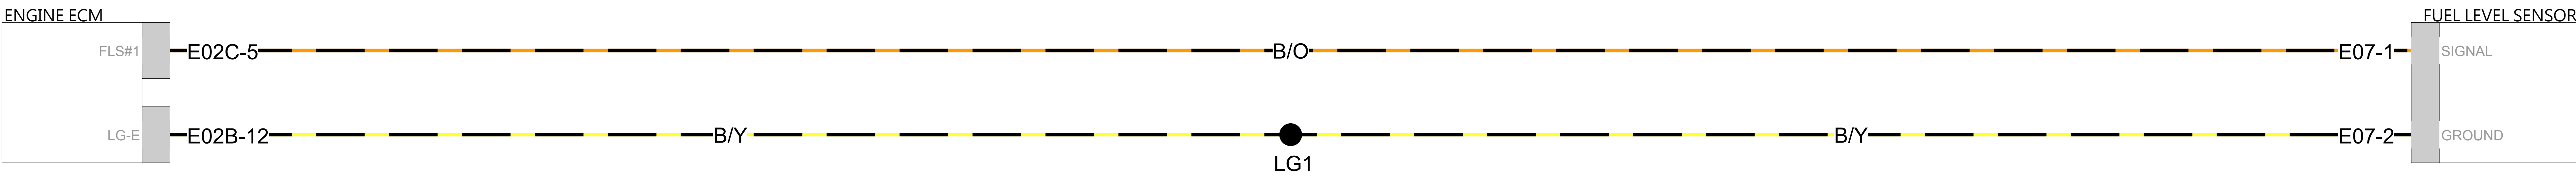 ENGINE ECM FUEL LEVEL SENSOR
FLS#1 E02C-5 B/O E07-1 SIGNAL
LG-E E02B-12 B/Y B/Y E07-2 GROUND
LG1